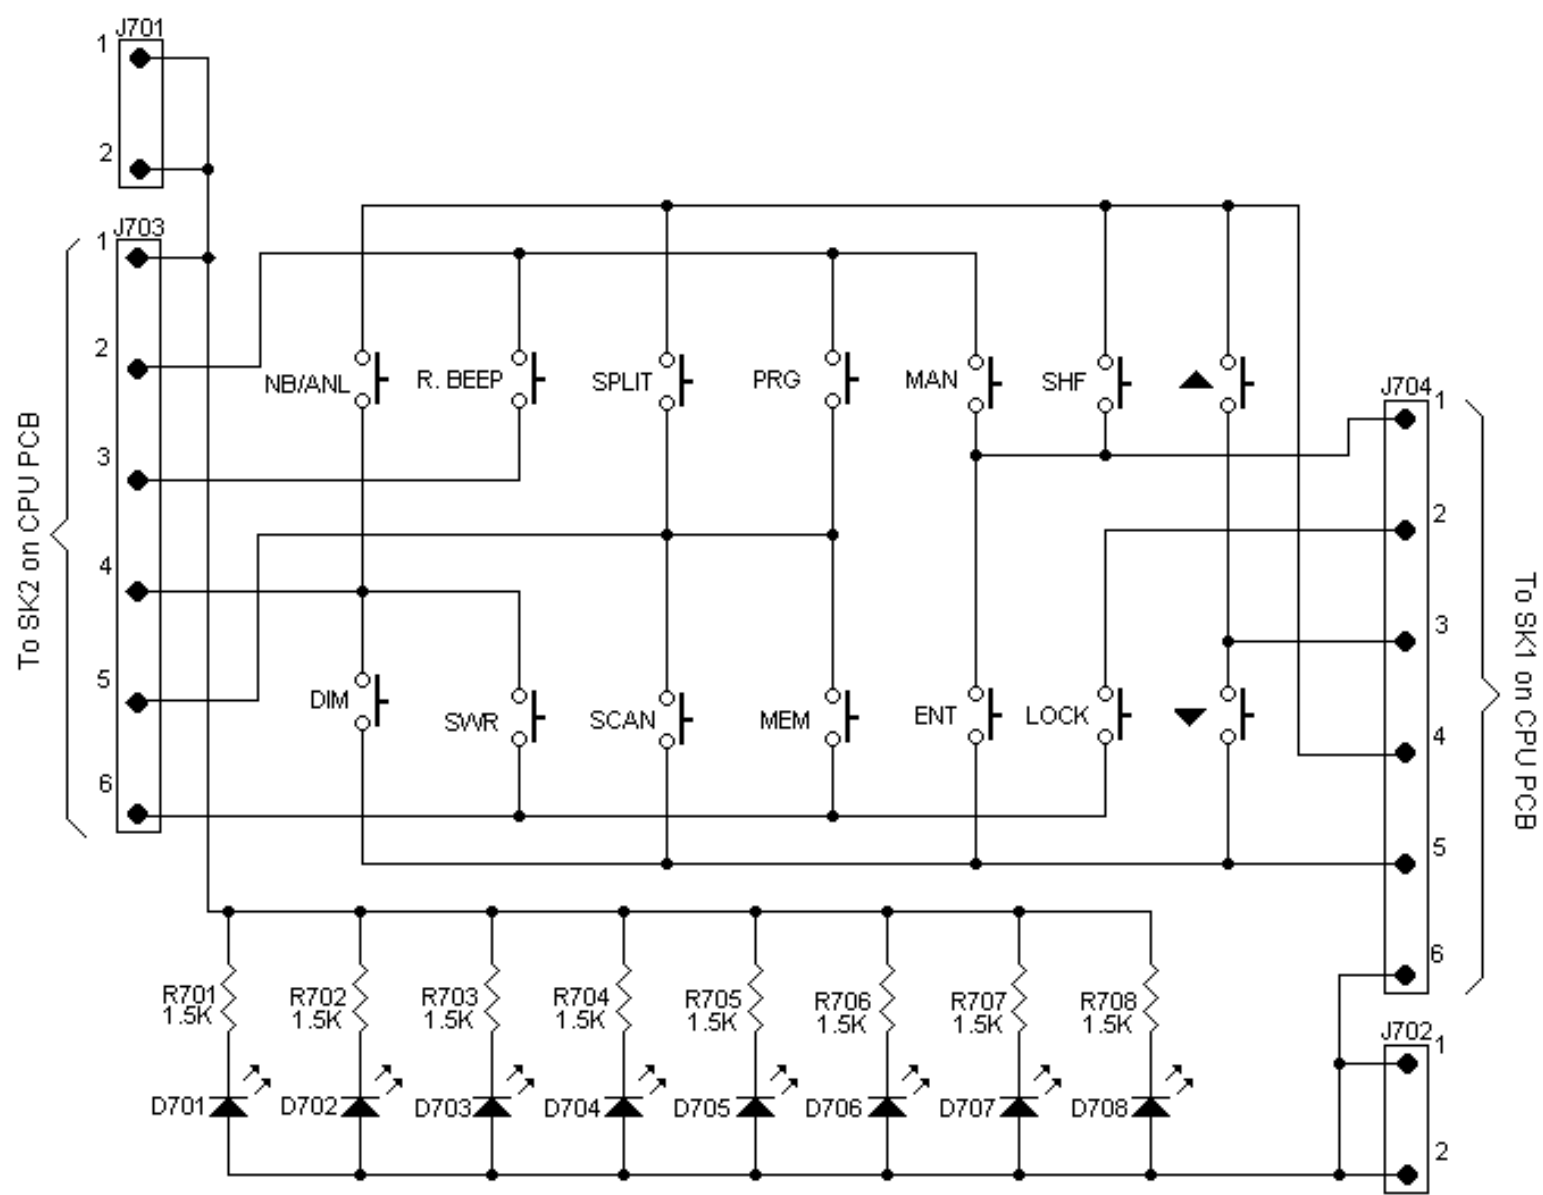 J701
1
2
J703
1
2
3
4
5
6
To SK2 on CPU PCB
NB/ANL
R. BEEP
SPLIT
PRG
MAN
SHF
DIM
SWR
SCAN
MEM
ENT
LOCK
J704
1
2
3
4
5
6
To SK1 on CPU PCB
J702
1
2
R701
1.5K
R702
1.5K
R703
1.5K
R704
1.5K
R705
1.5K
R706
1.5K
R707
1.5K
R708
1.5K
D701
D702
D703
D704
D705
D706
D707
D708